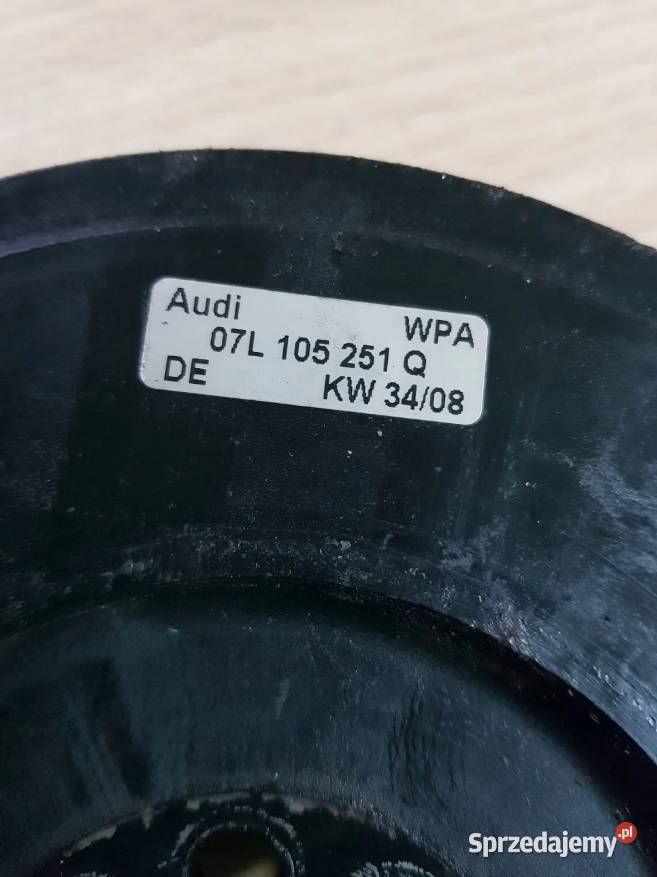 Audi WPA
07L 105 251 Q
DE KW 34/08
Sprzedajemy.pl